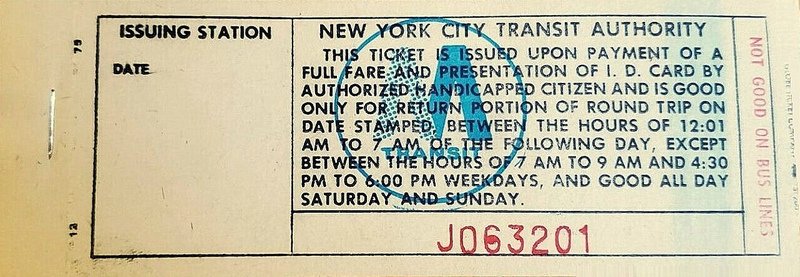 79
12
ISSUING STATION
DATE
NEW YORK CITY TRANSIT AUTHORITY
THIS TICKET IS ISSUED UPON PAYMENT OF A
FULL FARE AND PRESENTATION OF I. D. CARD BY
AUTHORIZED HANDICAPPED CITIZEN AND IS GOOD
ONLY FOR RETURN PORTION OF ROUND TRIP ON
DATE STAMPED, BETWEEN THE HOURS OF 12:01
AM TO 7 AM OF THE FOLLOWING DAY, EXCEPT
BETWEEN THE HOURS OF 7 AM TO 9 AM AND 4:30
PM TO 6:00 PM WEEKDAYS, AND GOOD ALL DAY
SATURDAY AND SUNDAY.
M
TRANSIT
J063201
NOT GOOD ON BUS LINES